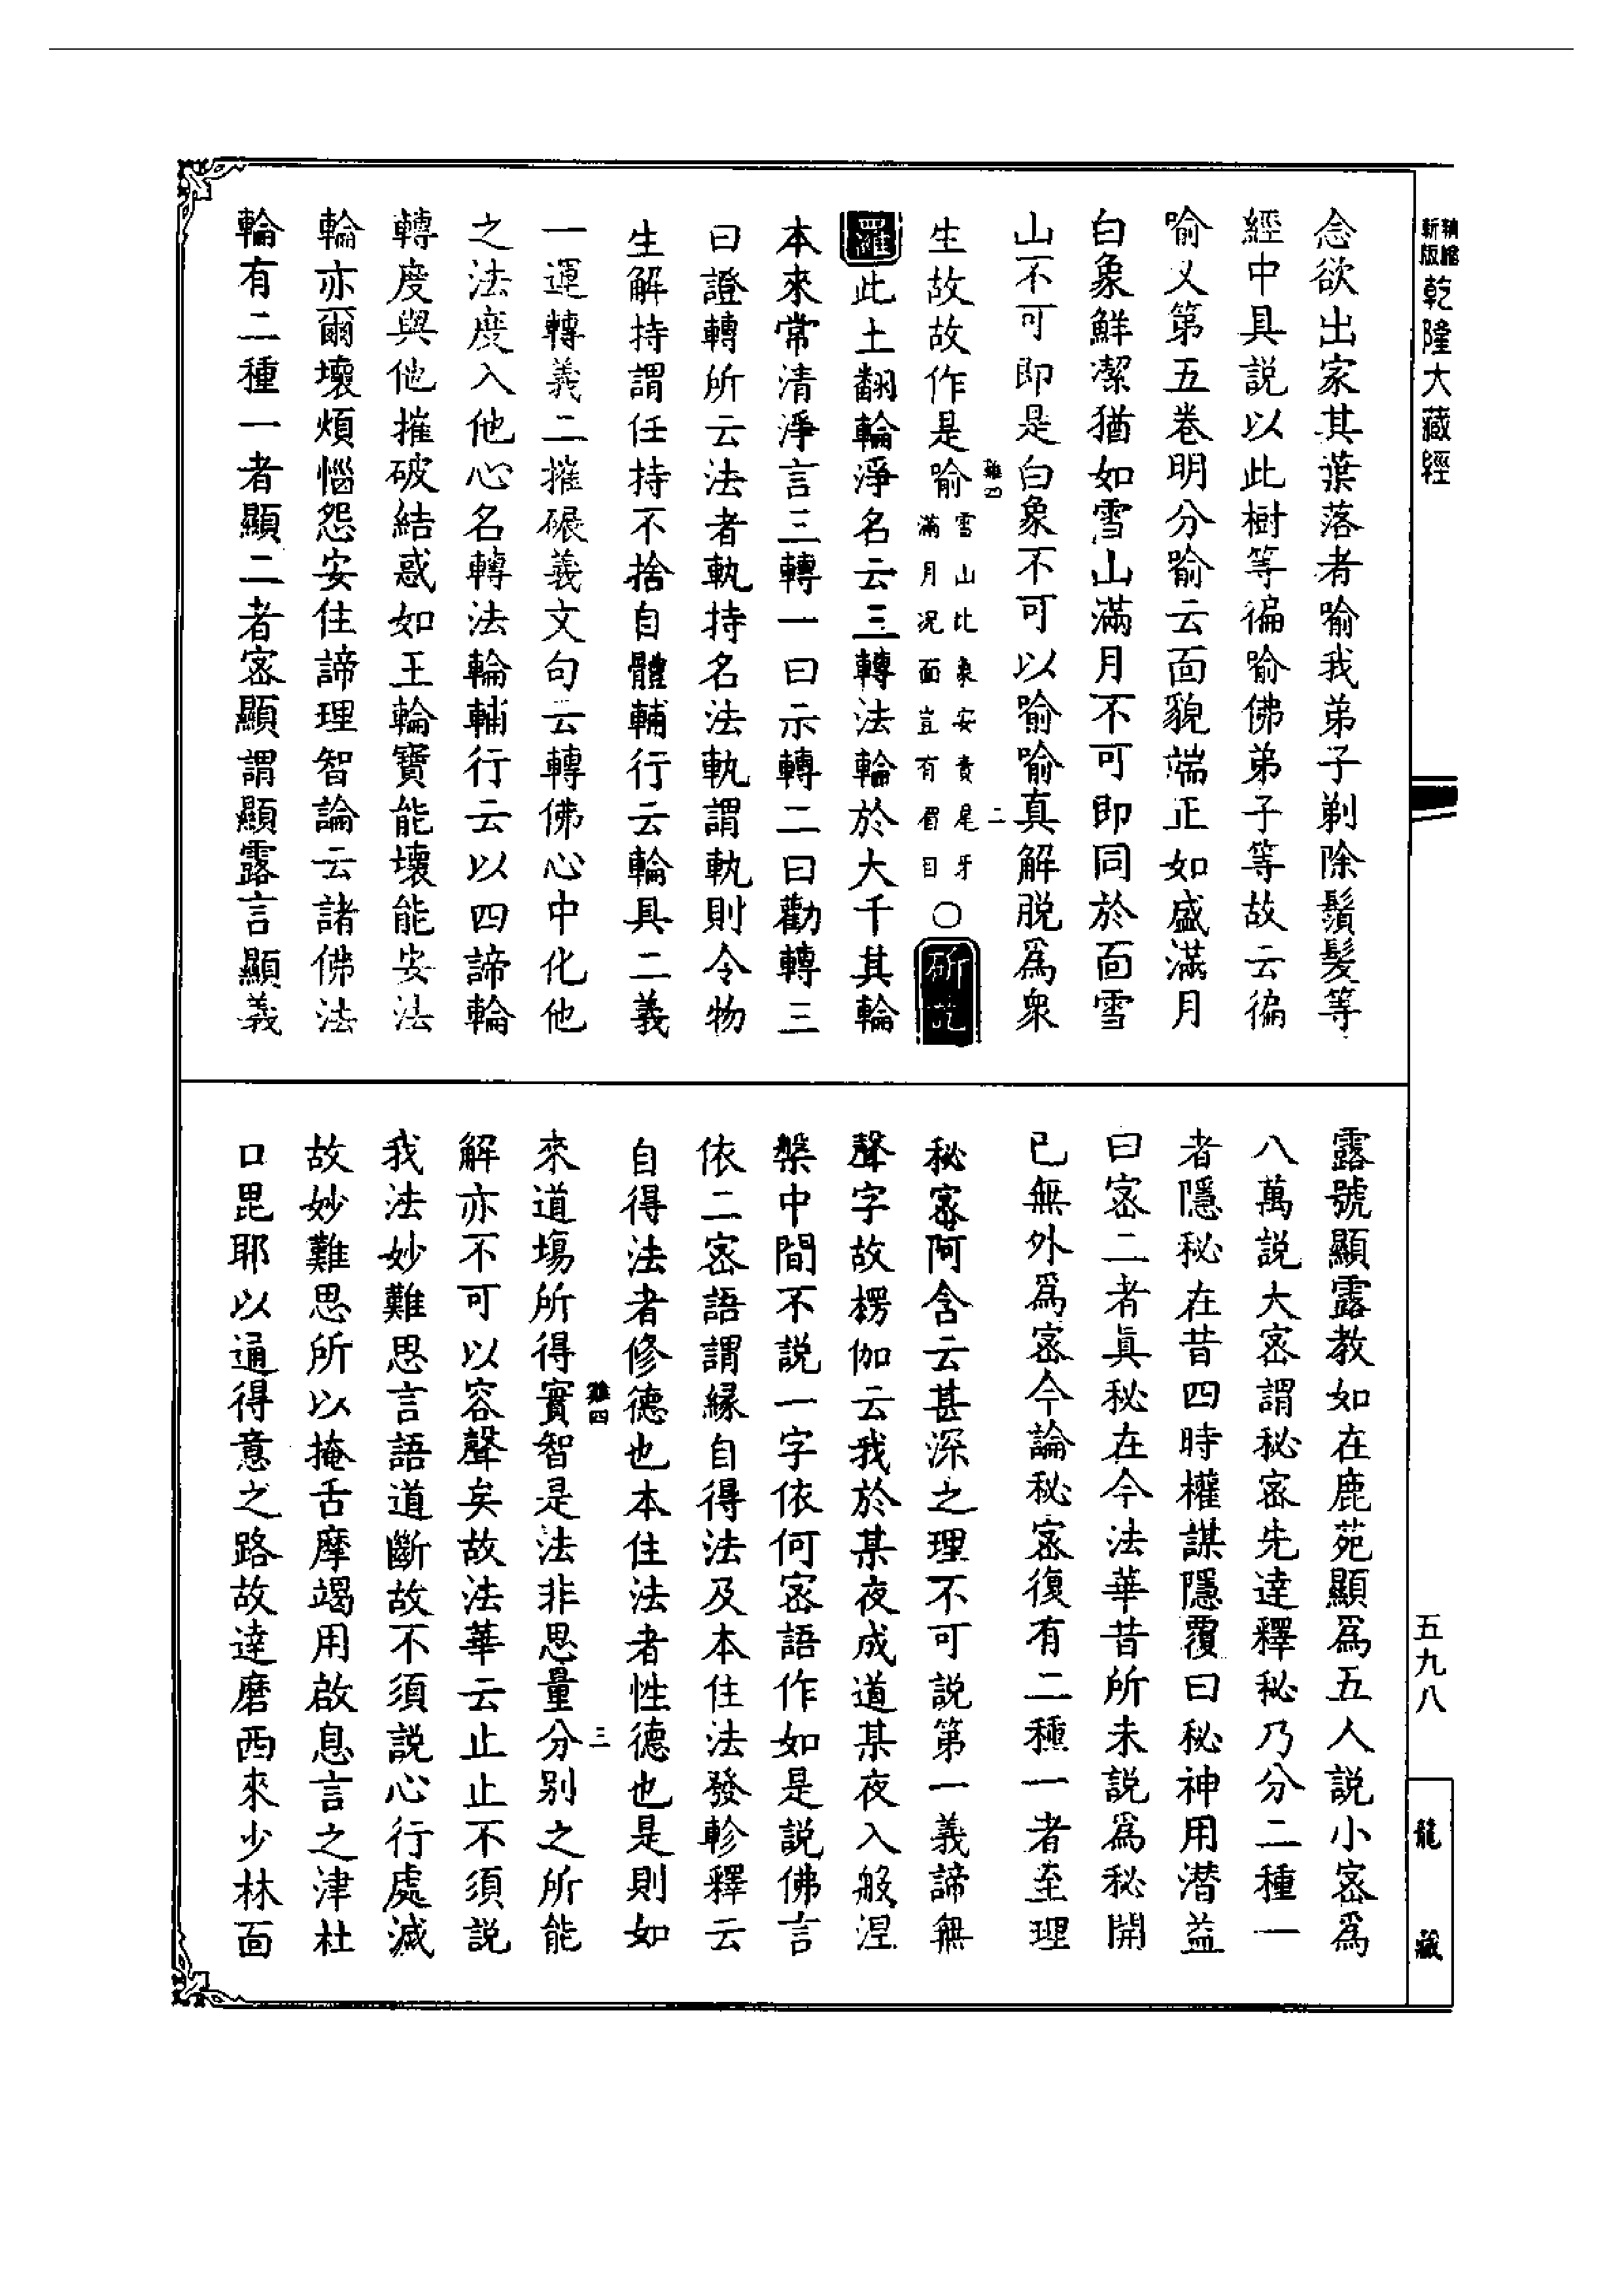 新版
乾隆大藏經
念欲出家其葉落者喻我弟子剃除鬚髮等
經中具說以此樹等徧喻佛弟子等故云徧
喻又第五卷明分喻云面貌端正如盛滿月
白象鮮潔猶如雪山滿月不可即同於面雪
山不可即是白象不可以喻喻真解脫爲衆
生故故作是喻雪山比象安責尾牙滿月况面豈有眉目〇斫訖
羅此土翻輪淨名云三轉法輪於大千其輪
本來常清淨言三轉一曰示轉二曰勸轉三
曰證轉所云法者軌持名法軌謂軌則令物
生解持謂任持不捨自體輔行云輪具二義
一運轉義二摧碾義文句云轉佛心中化他
之法度入他心名轉法輪輔行云以四諦輪
轉度與他摧破結惑如王輪寶能壞能安法
輪亦爾壞煩惱怨安住諦理智論云諸佛法
輪有二種一者顯二者密顯謂顯露言顯義
難四
二
露號顯露教如在鹿苑顯爲五人說小密爲
八萬說大密謂秘密先達釋秘乃分二種一
者隱秘在昔四時權謀隱覆曰秘神用潛益
曰密二者真秘在今法華昔所未說爲秘開
已無外爲密今論秘密復有二種一者至理
秘密阿含云甚深之理不可說第一義諦無
聲字故楞伽云我於某夜成道某夜入般涅
槃中間不說一字依何密語作如是說佛言
依二密語謂緣自得法及本住法發軫釋云
自得法者修德也本住法者性德也是則如
來道場所得實智是法非思量分別之所能
解亦不可以容聲矣故法華云止止不須說
我法妙難思言語道斷故不須說心行處滅
故妙難思所以掩舌摩竭用啟息言之津杜
口毘耶以通得意之路故達磨西來少林面
難四
三
五九八
龍藏